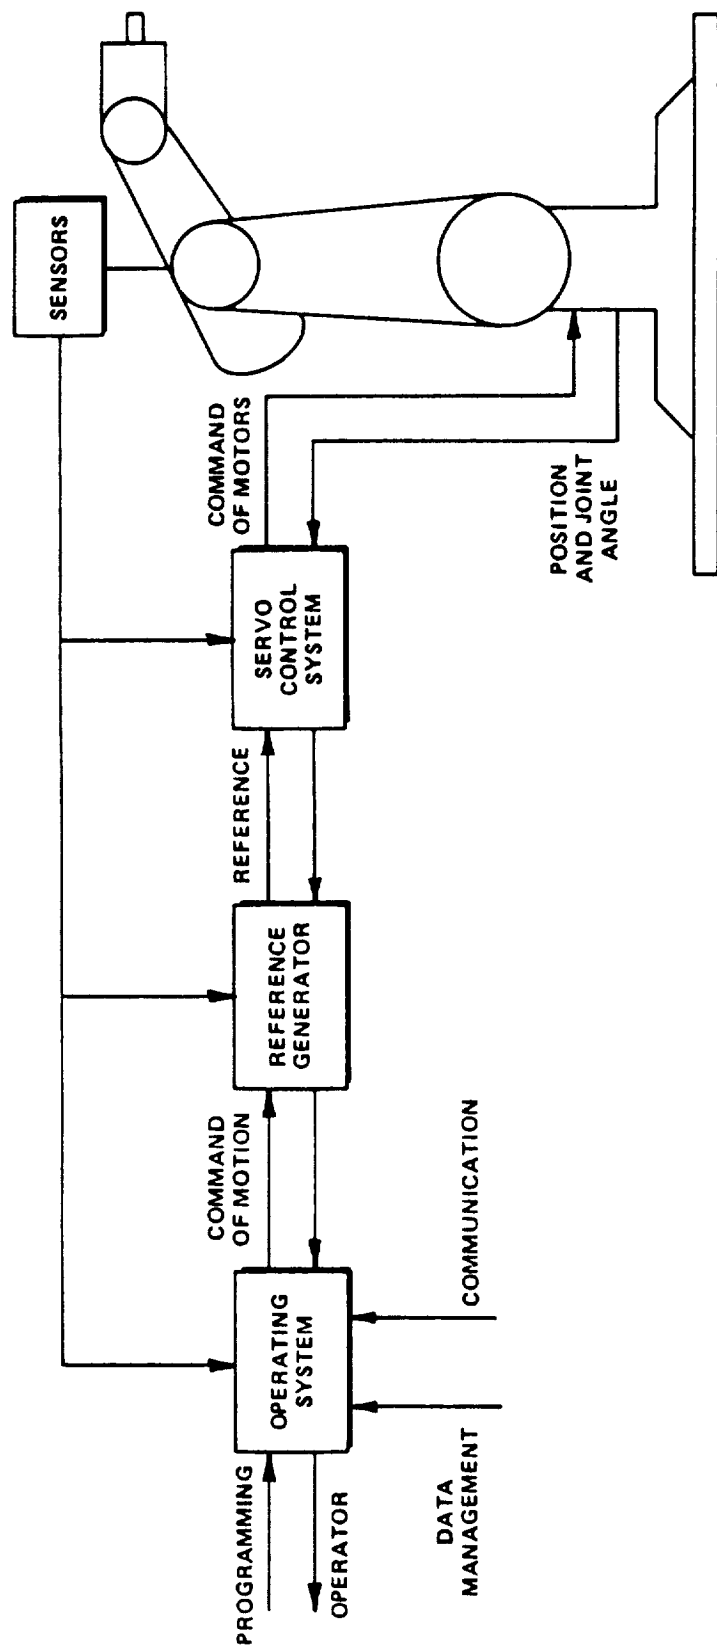 SENSORS
COMMAND
OF MOTORS
POSITION
AND JOINT
ANGLE
SERVO
CONTROL
SYSTEM
REFERENCE
REFERENCE
GENERATOR
COMMAND
OF MOTION
OPERATING
SYSTEM
COMMUNICATION
DATA
MANAGEMENT
PROGRAMMING
OPERATOR